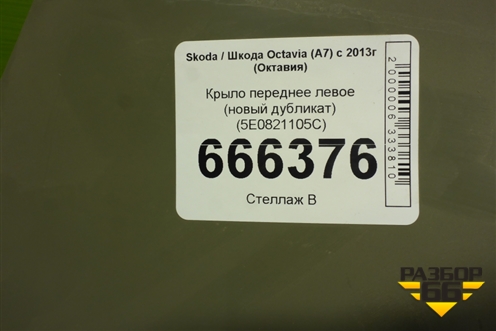 Skoda / Шкода Octavia (A7) с 2013г
(Октавия)
Крыло переднее левое
(новый дубликат)
(5E0821105C)
666376
Стеллаж В
2000006333810
РАЗБОР
66